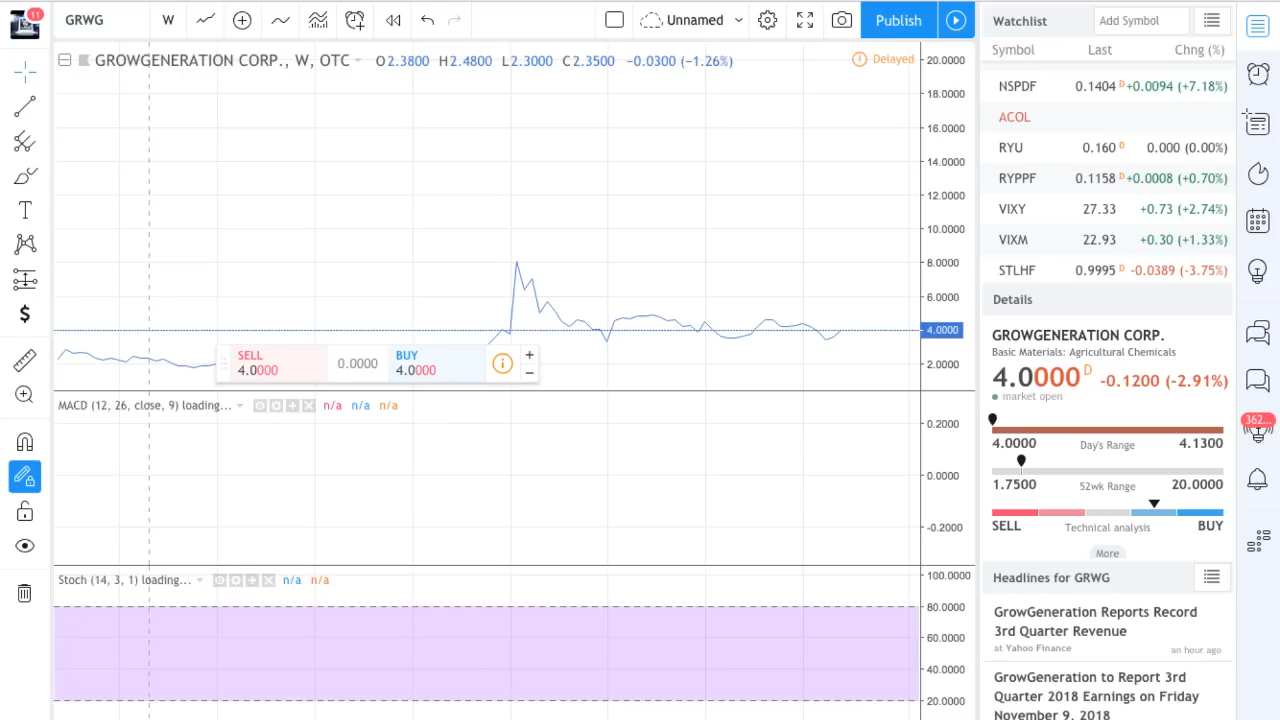 11
GRWG
W
Unnamed
Publish
GROWGENERATION CORP., W, OTC
O2.3800 H2.4800 L2.3000 C2.3500 −0.0300 (−1.26%)
Delayed
20.0000
18.0000
16.0000
14.0000
12.0000
10.0000
8.0000
6.0000
4.0000
2.0000
SELL
4.0000
0.0000
BUY
4.0000
MACD (12, 26, close, 9) loading... n/a n/a n/a
0.2000
0.0000
-0.2000
Stoch (14, 3, 1) loading... n/a n/a
100.0000
80.0000
60.0000
40.0000
20.0000
Watchlist
Add Symbol
Symbol Last Chng (%)
NSPDF 0.1404 D +0.0094 (+7.18%)
ACOL
RYU 0.160 D 0.000 (0.00%)
RYPPF 0.1158 D +0.0008 (+0.70%)
VIXY 27.33 +0.73 (+2.74%)
VIXM 22.93 +0.30 (+1.33%)
STLHF 0.9995 D -0.0389 (-3.75%)
Details
GROWGENERATION CORP.
Basic Materials: Agricultural Chemicals
4.0000 D -0.1200 (-2.91%)
market open
4.0000 Day's Range 4.1300
1.7500 52wk Range 20.0000
SELL Technical analysis BUY
More
Headlines for GRWG
GrowGeneration Reports Record
3rd Quarter Revenue
at Yahoo Finance an hour ago
GrowGeneration to Report 3rd
Quarter 2018 Earnings on Friday
November 9, 2018
362...